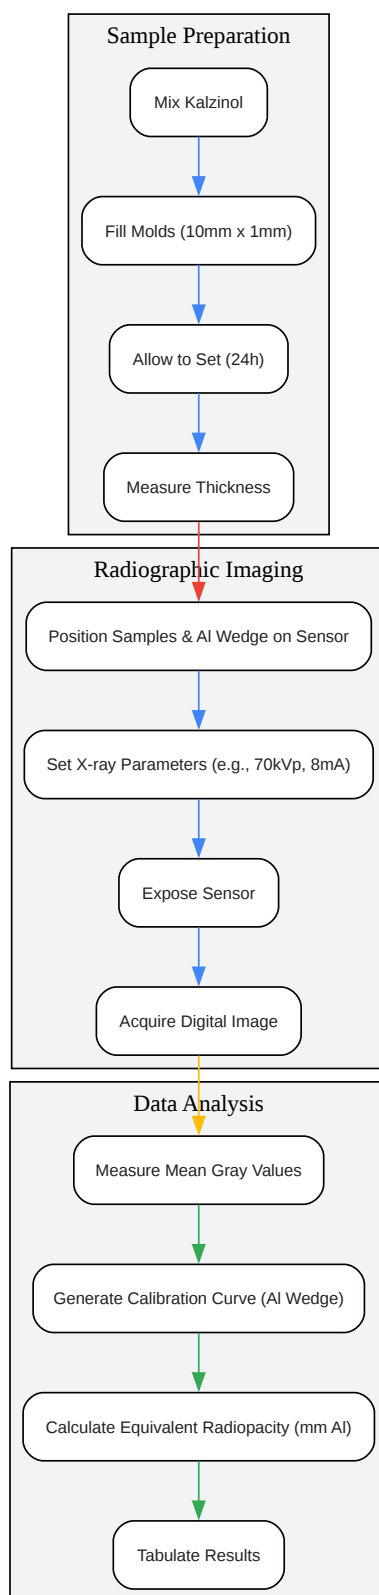 Sample Preparation
Mix Kalzinol
Fill Molds (10mm x 1mm)
Allow to Set (24h)
Measure Thickness
Radiographic Imaging
Position Samples & Al Wedge on Sensor
Set X-ray Parameters (e.g., 70kVp, 8mA)
Expose Sensor
Acquire Digital Image
Data Analysis
Measure Mean Gray Values
Generate Calibration Curve (Al Wedge)
Calculate Equivalent Radiopacity (mm Al)
Tabulate Results